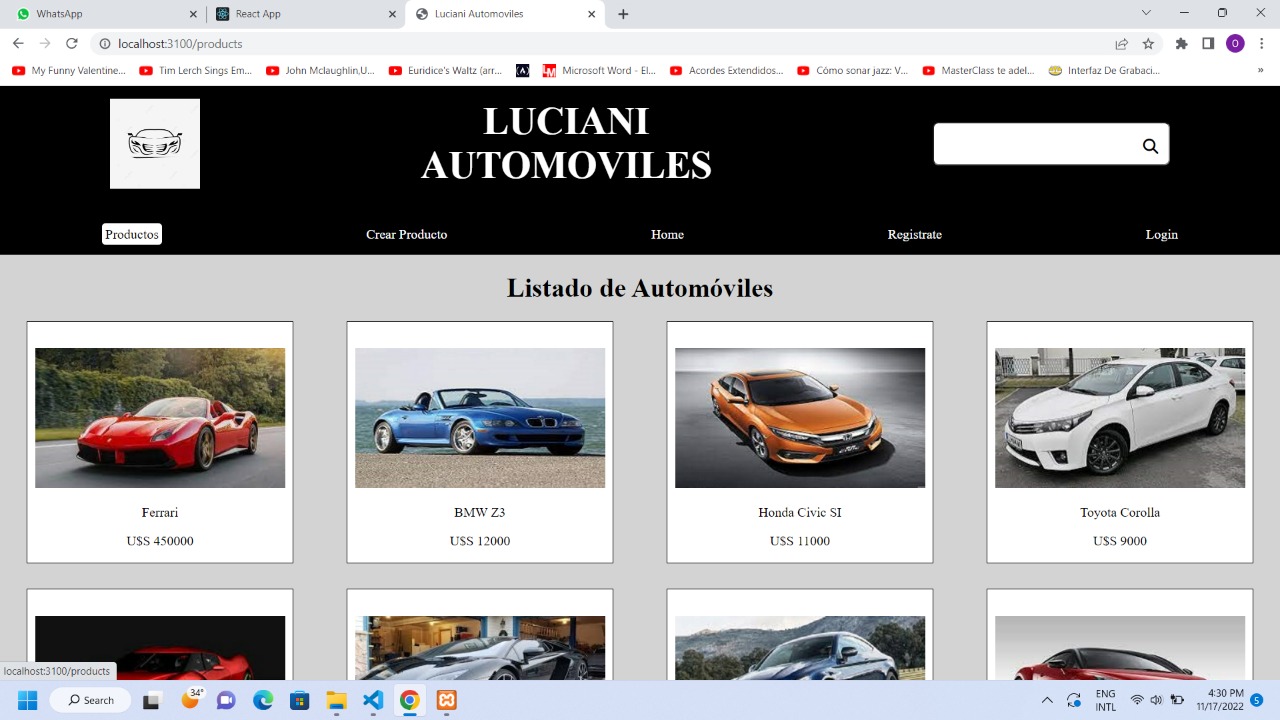 WhatsApp
React App
Luciani Automoviles
localhost:3100/products
My Funny Valentine...
Tim Lerch Sings Em...
John Mclaughlin U...
Euridice's Waltz (arr...
Microsoft Word - El...
Acordes Extendidos...
Cómo sonar jazz: V...
MasterClass te adel...
Interfaz De Grabaci...
»
LUCIANI
AUTOMOVILES
Productos
Crear Producto
Home
Registrate
Login
Listado de Automóviles
Ferrari
U$S 450000
BMW Z3
U$S 12000
Honda Civic SI
U$S 11000
Toyota Corolla
U$S 9000
localhost:3100/products
Search
34°
ENG
INTL
4:30 PM
11/17/2022
5